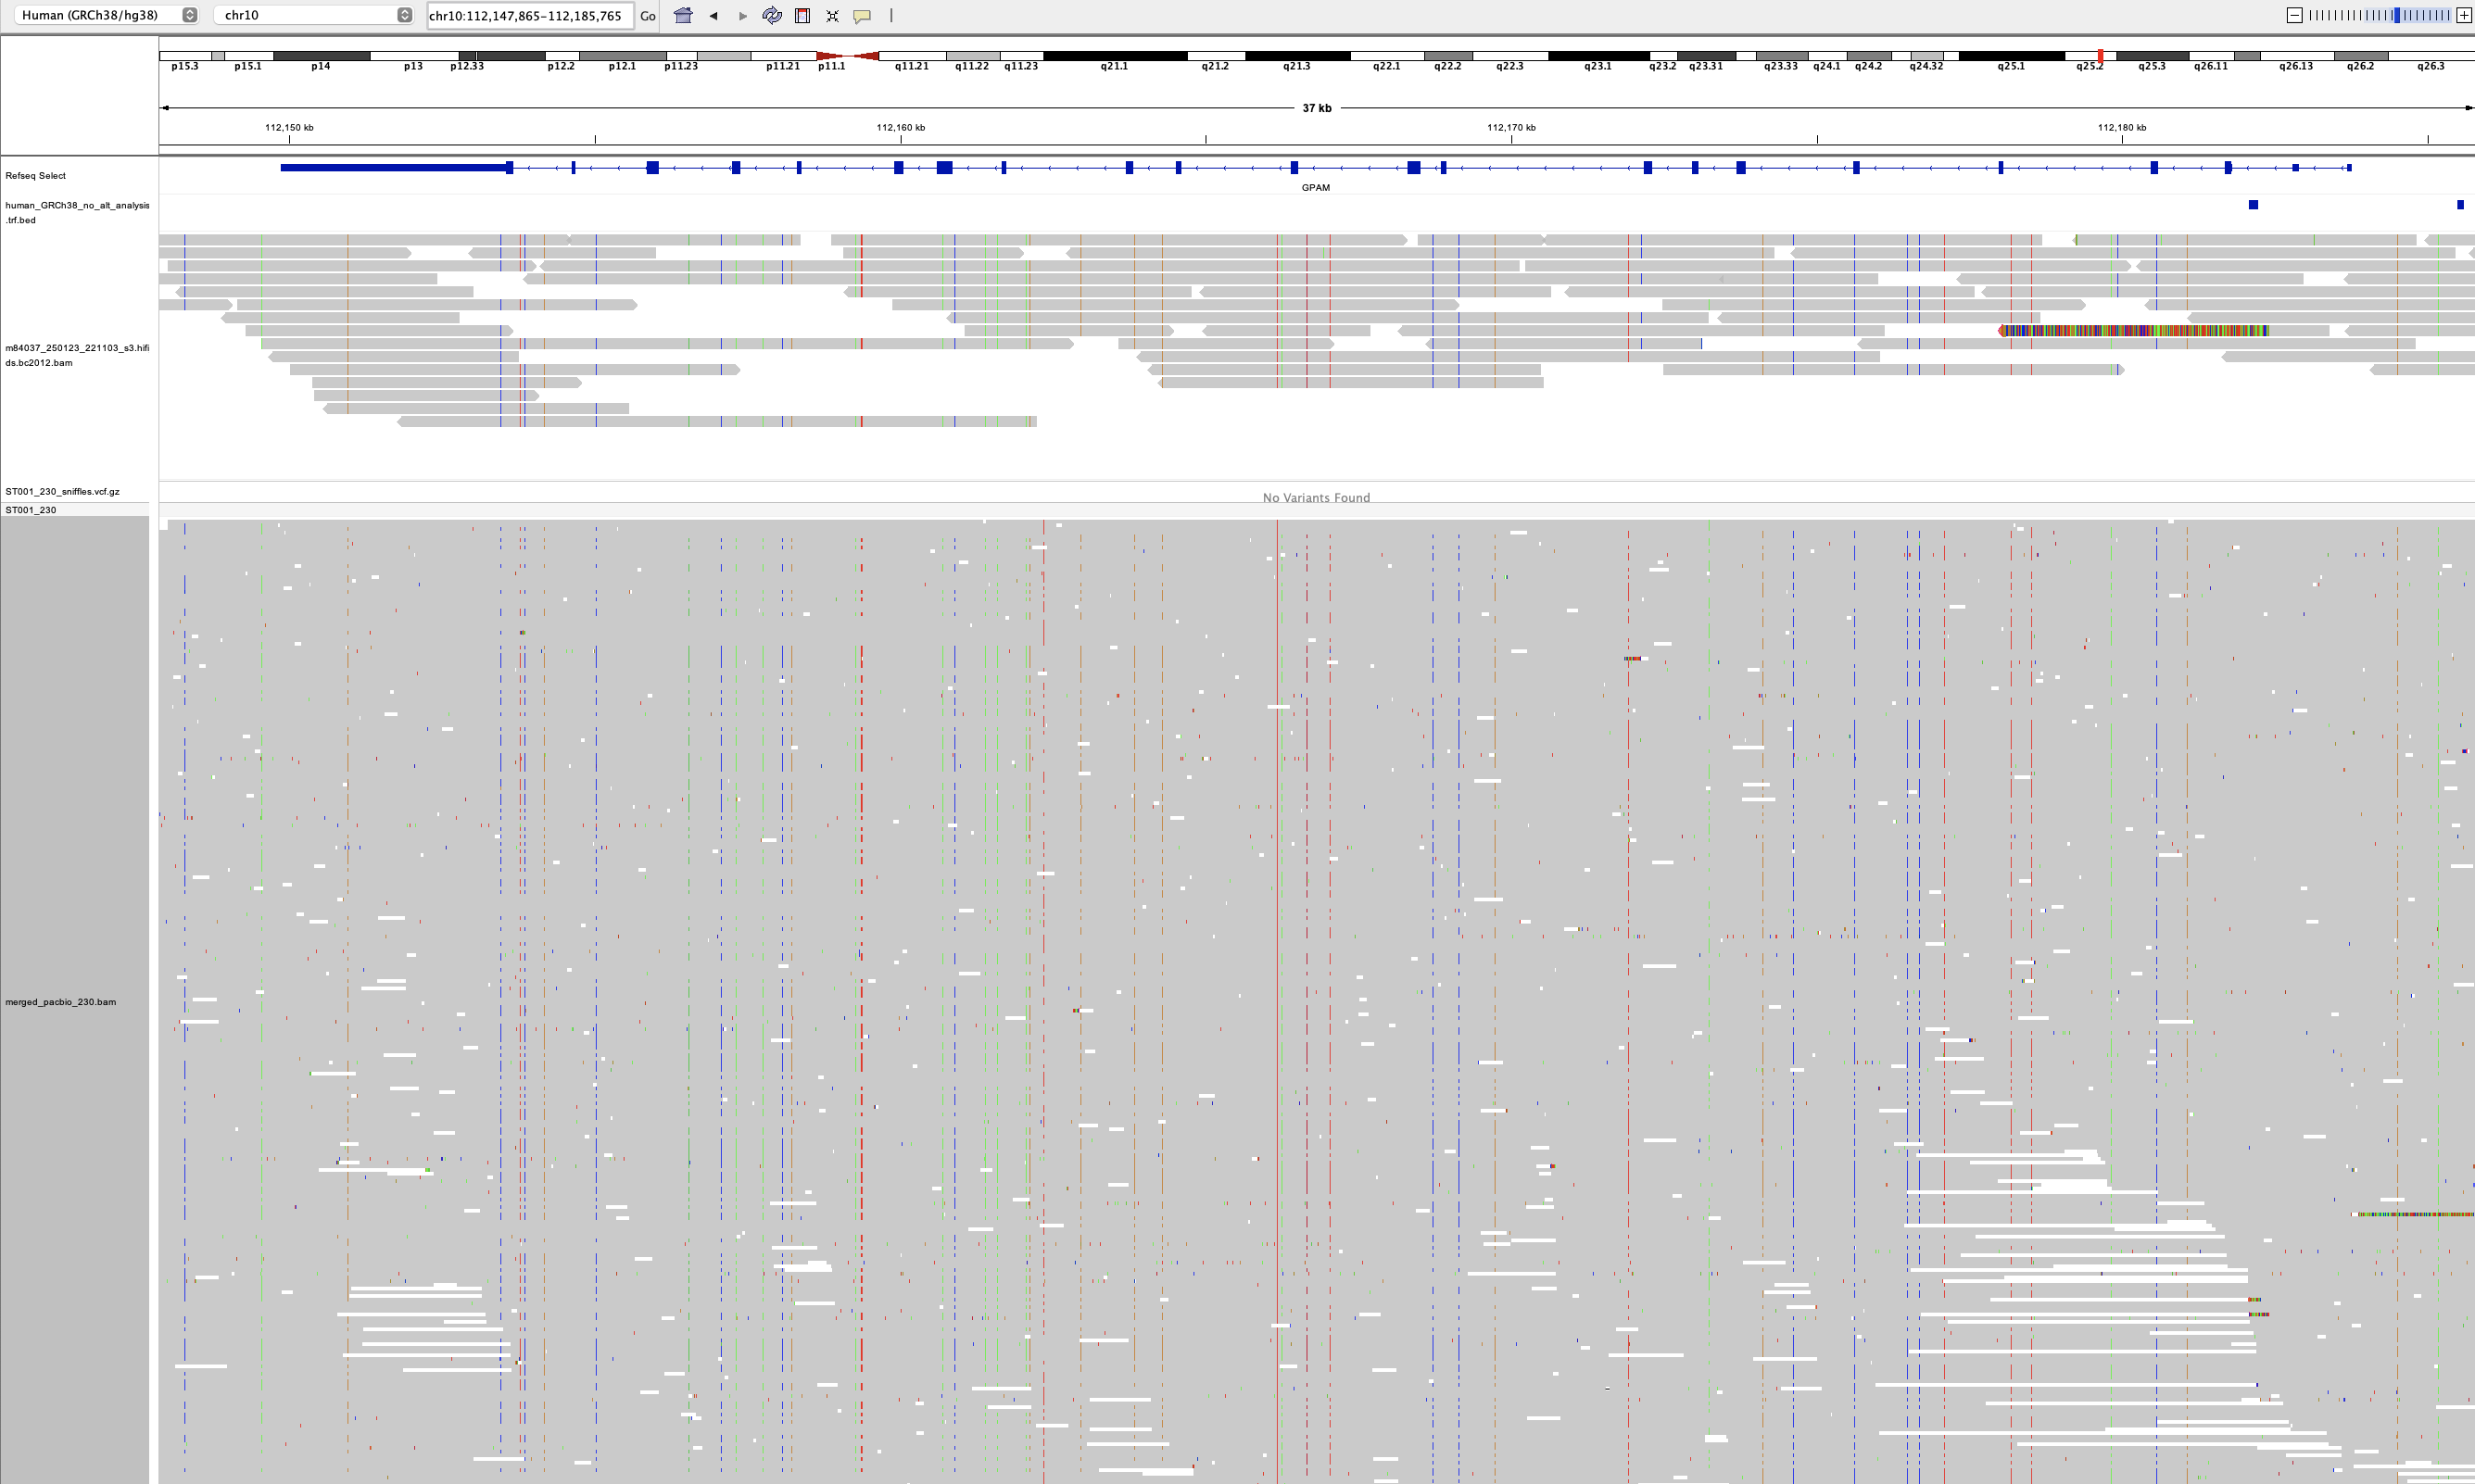 Human (GRCh38/hg38) chr10 chr10:112,147,865-112,185,765 Go
p15.3 p15.1 p14 p13 p12.33 p12.2 p12.1 p11.23 p11.21 p11.1 q11.21 q11.22 q11.23 q21.1 q21.2 q21.3 q22.1 q22.2 q22.3 q23.1 q23.2 q23.31 q23.33 q24.1 q24.2 q24.32 q25.1 q25.2 q25.3 q26.11 q26.13 q26.2 q26.3
37 kb
112,150 kb 112,160 kb 112,170 kb 112,180 kb
Refseq Select
GPAM
human_GRCh38_no_alt_analysis
.trf.bed
m84037_250123_221103_s3.hifi
ds.bc2012.bam
ST001_230_sniffles.vcf.gz
No Variants Found
ST001_230
merged_pacbio_230.bam